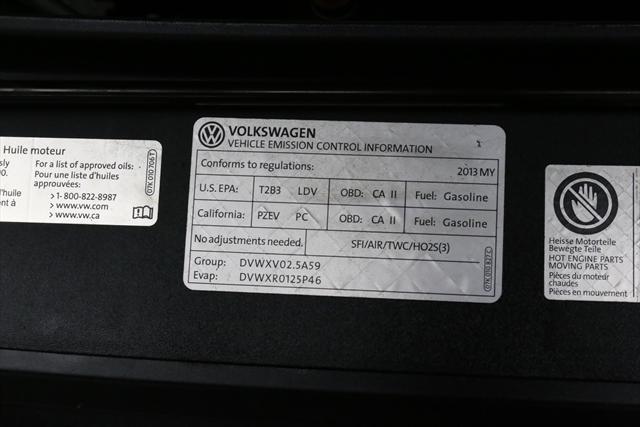 Huile moteur
For a list of approved oils:
Pour une liste d'huiles
approuvées:
>1- 800-822-8987
> www.vw.com
> www.vw.ca
07K 010 706 T
VOLKSWAGEN
VEHICLE EMISSION CONTROL INFORMATION
Conforms to regulations: 2013 MY
U.S. EPA: T2B3 LDV OBD: CA II Fuel: Gasoline
California: PZEV PC OBD: CA II Fuel: Gasoline
No adjustments needed. SFI/AIR/TWC/HO2S(3)
Group: DVWXV02.5A59
Evap: DVWXR0125P46
07K 010 827 C
Heisse Motorteile
Bewegte Teile
HOT ENGINE PARTS
MOVING PARTS
Pièces du moteur
chaudes
Pièces en mouvement